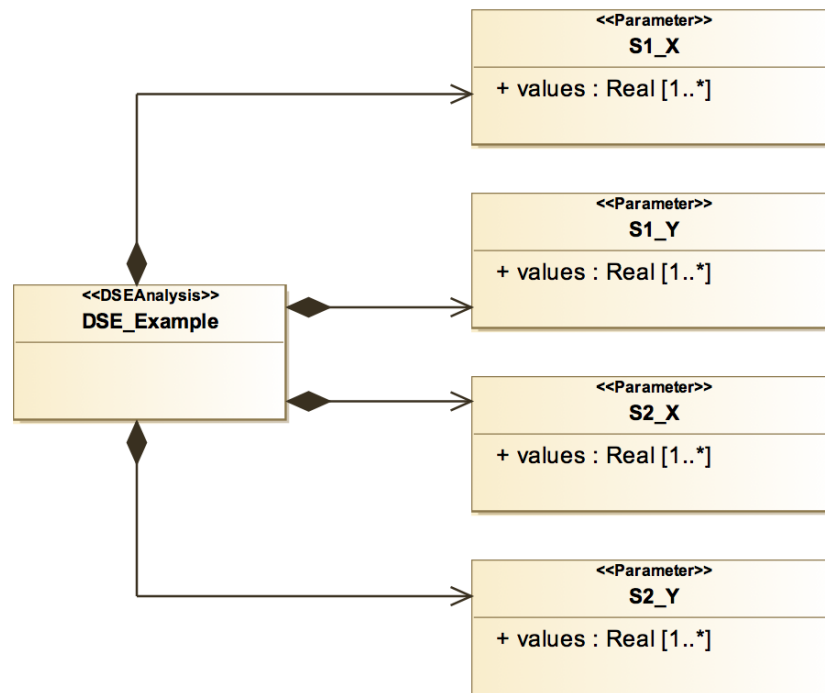 <<Parameter>>
S1_X
+ values : Real [1..*]
<<Parameter>>
S1_Y
+ values : Real [1..*]
<<DSEAnalysis>>
DSE_Example
<<Parameter>>
S2_X
+ values : Real [1..*]
<<Parameter>>
S2_Y
+ values : Real [1..*]